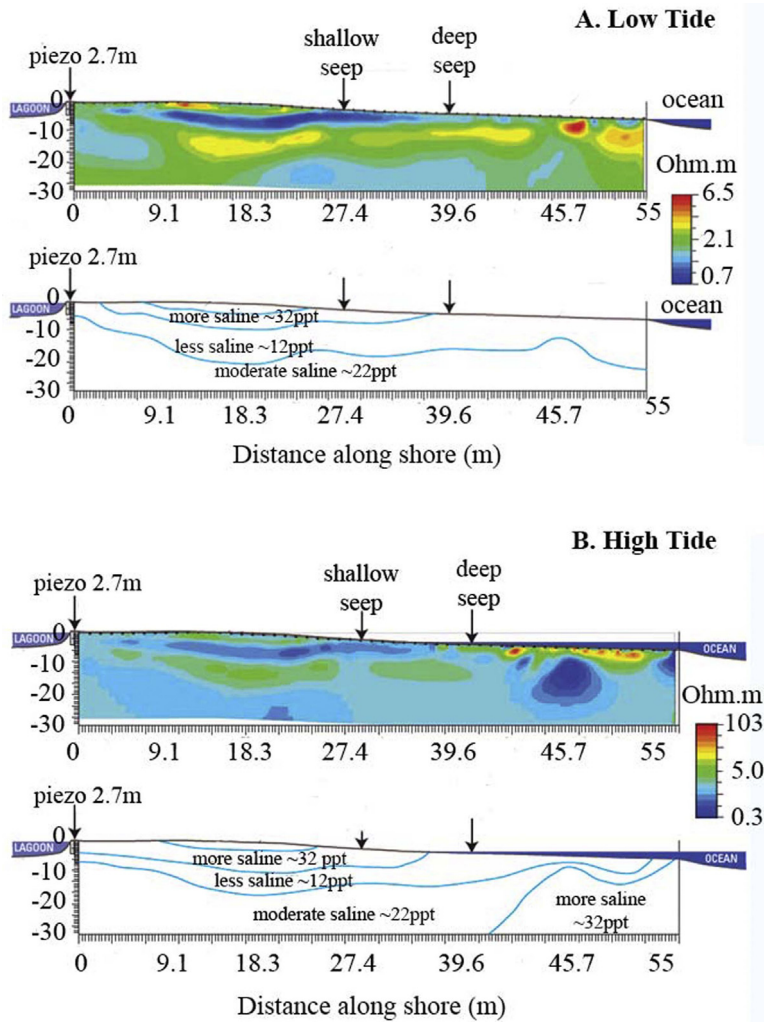 A. Low Tide
shallow
seep
deep
seep
piezo 2.7m
LAGOON
ocean
0
-10
-20
-30
0 9.1 18.3 27.4 39.6 45.7 55
Ohm.m
6.5
2.1
0.7
piezo 2.7m
LAGOON
ocean
0
-10
-20
-30
more saline ~32ppt
less saline ~12ppt
moderate saline ~22ppt
0 9.1 18.3 27.4 39.6 45.7 55
Distance along shore (m)
B. High Tide
shallow
seep
deep
seep
piezo 2.7m
LAGOON
OCEAN
0
-10
-20
-30
0 9.1 18.3 27.4 39.6 45.7 55
Ohm.m
103
5.0
0.3
piezo 2.7m
LAGOON
OCEAN
0
-10
-20
-30
more saline ~32 ppt
less saline ~12ppt
moderate saline ~22ppt
more saline
~32ppt
0 9.1 18.3 27.4 39.6 45.7 55
Distance along shore (m)